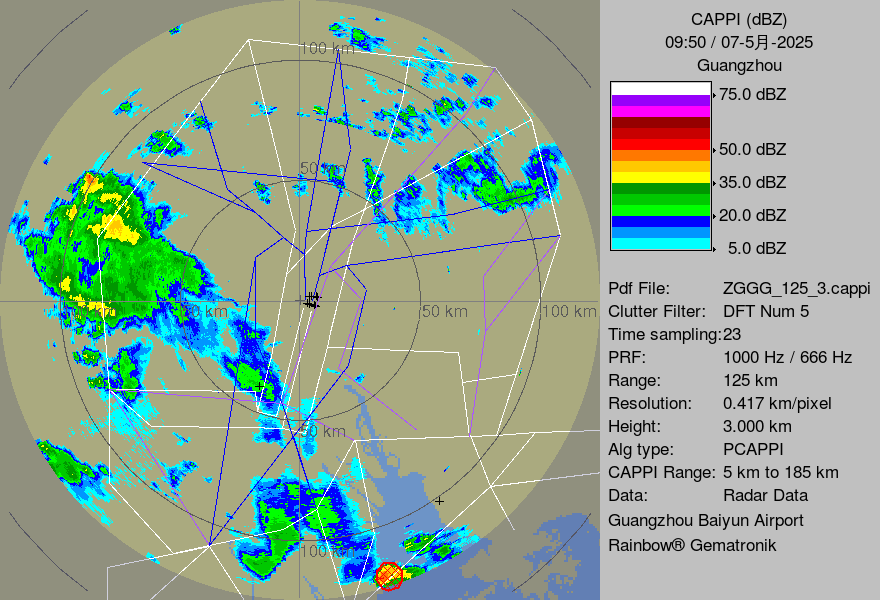 CAPPI (dBZ)
09:50 / 07-5月-2025
Guangzhou
75.0 dBZ
50.0 dBZ
35.0 dBZ
20.0 dBZ
5.0 dBZ
Pdf File: ZGGG_125_3.cappi
Clutter Filter: DFT Num 5
Time sampling:23
PRF: 1000 Hz / 666 Hz
Range: 125 km
Resolution: 0.417 km/pixel
Height: 3.000 km
Alg type: PCAPPI
CAPPI Range: 5 km to 185 km
Data: Radar Data
Guangzhou Baiyun Airport
Rainbow® Gematronik
100 km
50 km
50 km
100 km
50 km
100